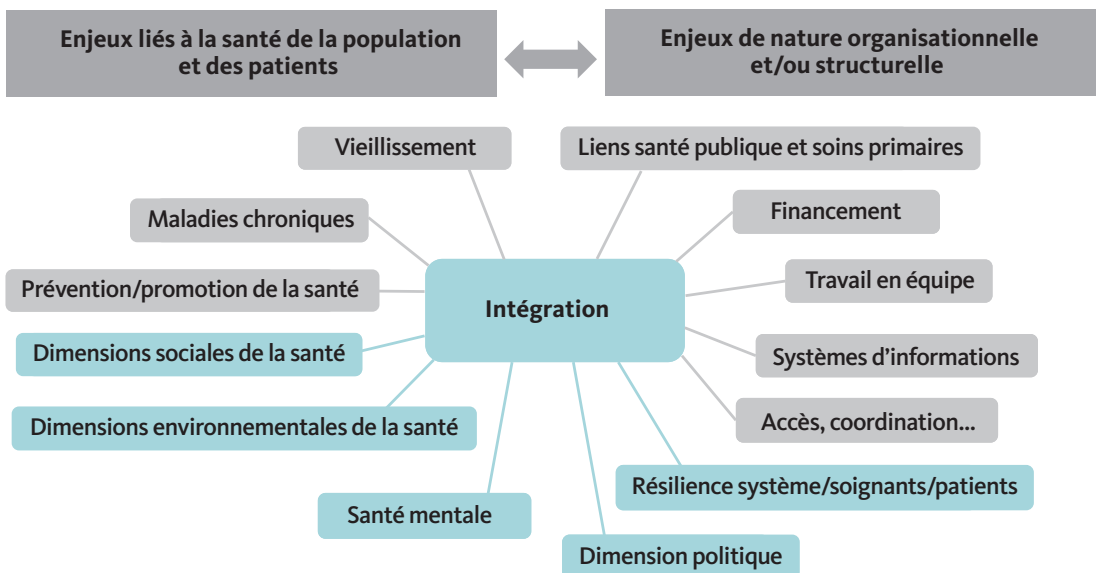 Enjeux liés à la santé de la population
et des patients
Enjeux de nature organisationnelle
et/ou structurelle
Vieillissement
Liens santé publique et soins primaires
Maladies chroniques
Financement
Prévention/promotion de la santé
Travail en équipe
Intégration
Dimensions sociales de la santé
Systèmes d'informations
Dimensions environnementales de la santé
Accès, coordination...
Résilience système/soignants/patients
Santé mentale
Dimension politique